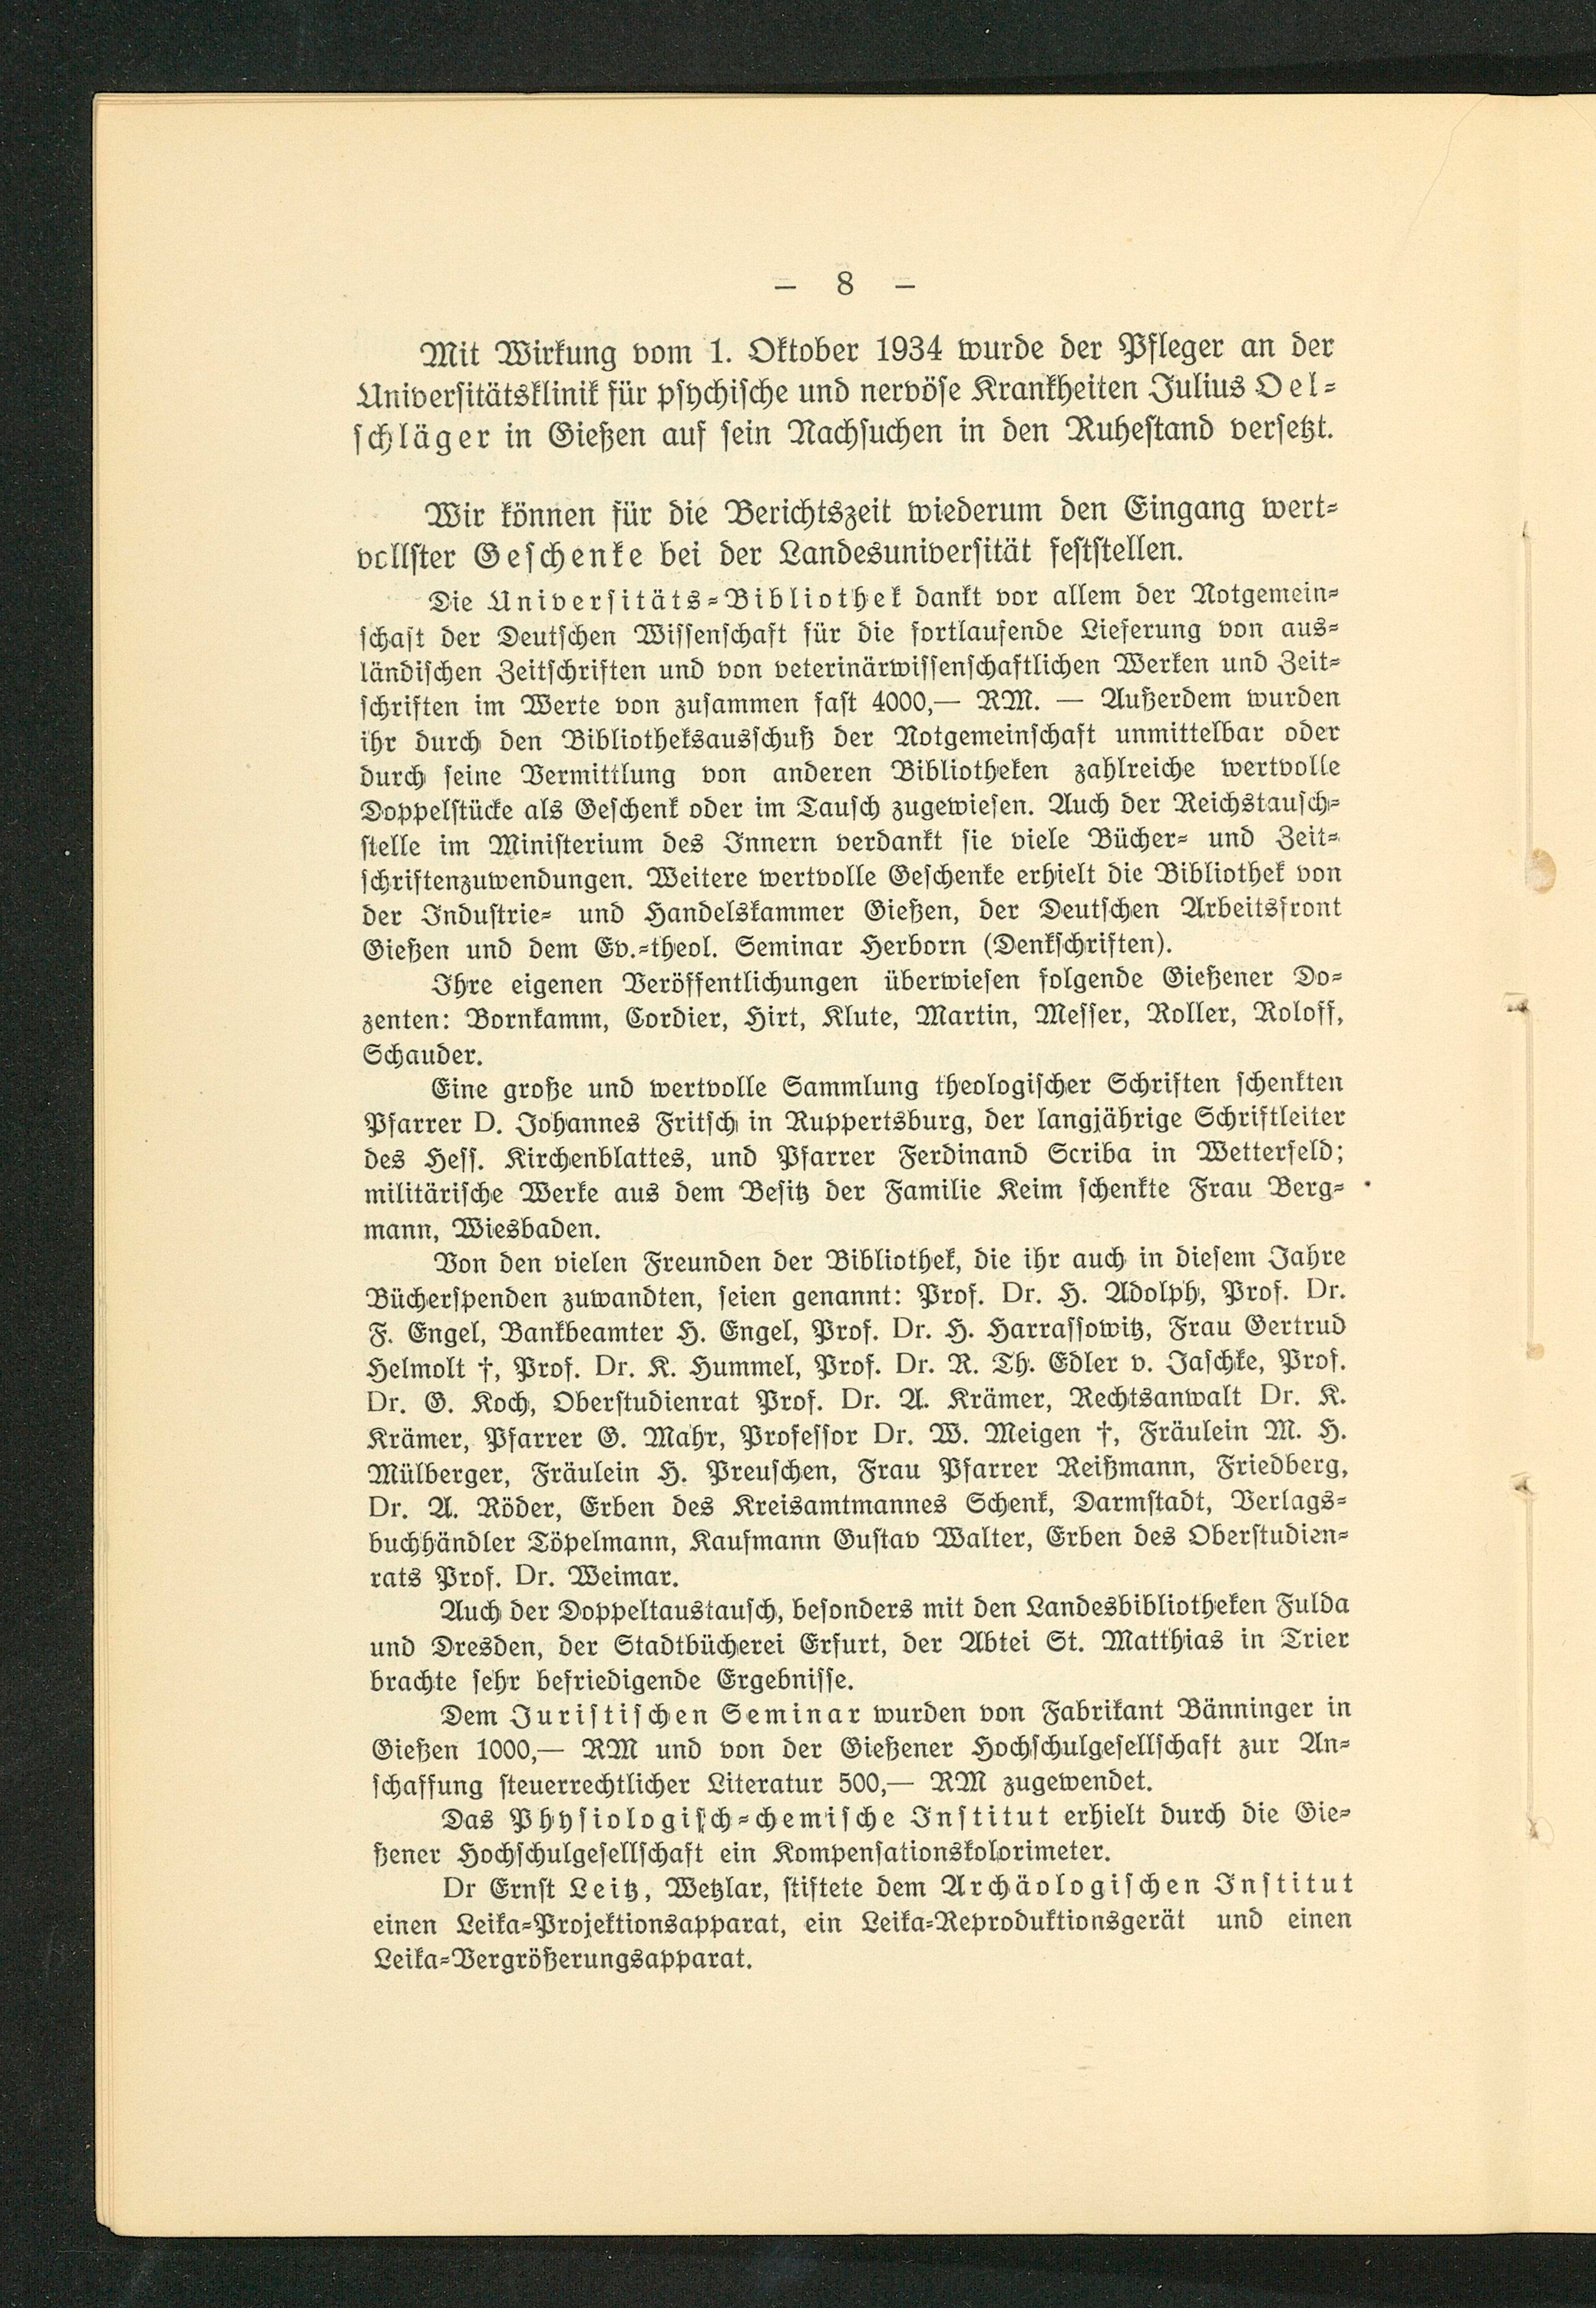 — 8 —
Mit Wirkung vom 1. Oktober 1934 wurde der Pfleger an der
Universitätsklinik für psychische und nervöse Krankheiten Julius Oel-
schläger in Gießen auf sein Nachsuchen in den Ruhestand versetzt.
Wir können für die Berichtszeit wiederum den Eingang wert-
vollster Geschenke bei der Landesuniversität feststellen.
Die Universitäts-Bibliothek dankt vor allem der Notgemein-
schaft der Deutschen Wissenschaft für die fortlaufende Lieferung von aus-
ländischen Zeitschriften und von veterinärwissenschaftlichen Werken und Zeit-
schriften im Werte von zusammen fast 4000,— RM. — Außerdem wurden
ihr durch den Bibliotheksausschuß der Notgemeinschaft unmittelbar oder
durch seine Vermittlung von anderen Bibliotheken zahlreiche wertvolle
Doppelstücke als Geschenk oder im Tausch zugewiesen. Auch der Reichstausch-
stelle im Ministerium des Innern verdankt sie viele Bücher- und Zeit-
schriftenzuwendungen. Weitere wertvolle Geschenke erhielt die Bibliothek von
der Industrie- und Handelskammer Gießen, der Deutschen Arbeitsfront
Gießen und dem Ev.-theol. Seminar Herborn (Denkschriften).
Ihre eigenen Veröffentlichungen überwiesen folgende Gießener Do-
zenten: Bornkamm, Cordier, Hirt, Klute, Martin, Messer, Roller, Roloff,
Schauder.
Eine große und wertvolle Sammlung theologischer Schriften schenkten
Pfarrer D. Johannes Fritsch in Ruppertsburg, der langjährige Schriftleiter
des Hess. Kirchenblattes, und Pfarrer Ferdinand Scriba in Wetterfeld;
militärische Werke aus dem Besitz der Familie Keim schenkte Frau Berg-
mann, Wiesbaden.
Von den vielen Freunden der Bibliothek, die ihr auch in diesem Jahre
Bücherspenden zuwandten, seien genannt: Prof. Dr. H. Adolph, Prof. Dr.
F. Engel, Bankbeamter H. Engel, Prof. Dr. H. Harrassowitz, Frau Gertrud
Helmolt †, Prof. Dr. K. Hummel, Prof. Dr. R. Th. Edler v. Jaschke, Prof.
Dr. G. Koch, Oberstudienrat Prof. Dr. A. Krämer, Rechtsanwalt Dr. K.
Krämer, Pfarrer G. Mahr, Professor Dr. W. Meigen †, Fräulein M. H.
Mülberger, Fräulein H. Preuschen, Frau Pfarrer Reißmann, Friedberg,
Dr. A. Röder, Erben des Kreisamtmannes Schenk, Darmstadt, Verlags-
buchhändler Töpelmann, Kaufmann Gustav Walter, Erben des Oberstudien-
rats Prof. Dr. Weimar.
Auch der Doppeltaustausch, besonders mit den Landesbibliotheken Fulda
und Dresden, der Stadtbücherei Erfurt, der Abtei St. Matthias in Trier
brachte sehr befriedigende Ergebnisse.
Dem Juristischen Seminar wurden von Fabrikant Bänninger in
Gießen 1000,— RM und von der Gießener Hochschulgesellschaft zur An-
schaffung steuerrechtlicher Literatur 500,— RM zugewendet.
Das Physiologisch-chemische Institut erhielt durch die Gie-
ßener Hochschulgesellschaft ein Kompensationskolorimeter.
Dr Ernst Leitz, Wetzlar, stiftete dem Archäologischen Institut
einen Leika-Projektionsapparat, ein Leika-Reproduktionsgerät und einen
Leika-Vergrößerungsapparat.